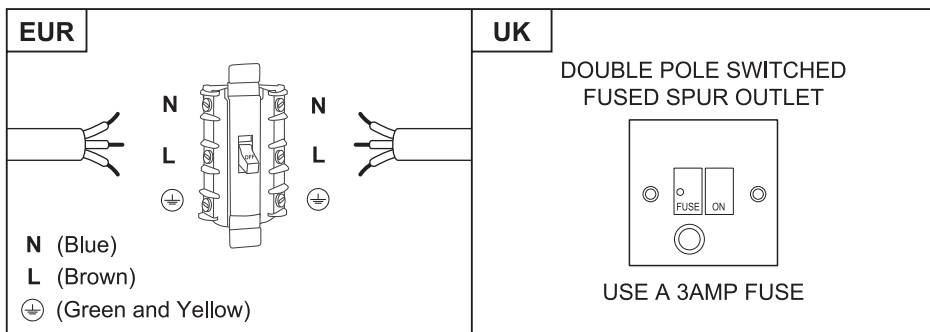 EUR
N
N
L
L
OFF
N (Blue)
L (Brown)
(Green and Yellow)
UK
DOUBLE POLE SWITCHED
FUSED SPUR OUTLET
FUSE ON
USE A 3AMP FUSE